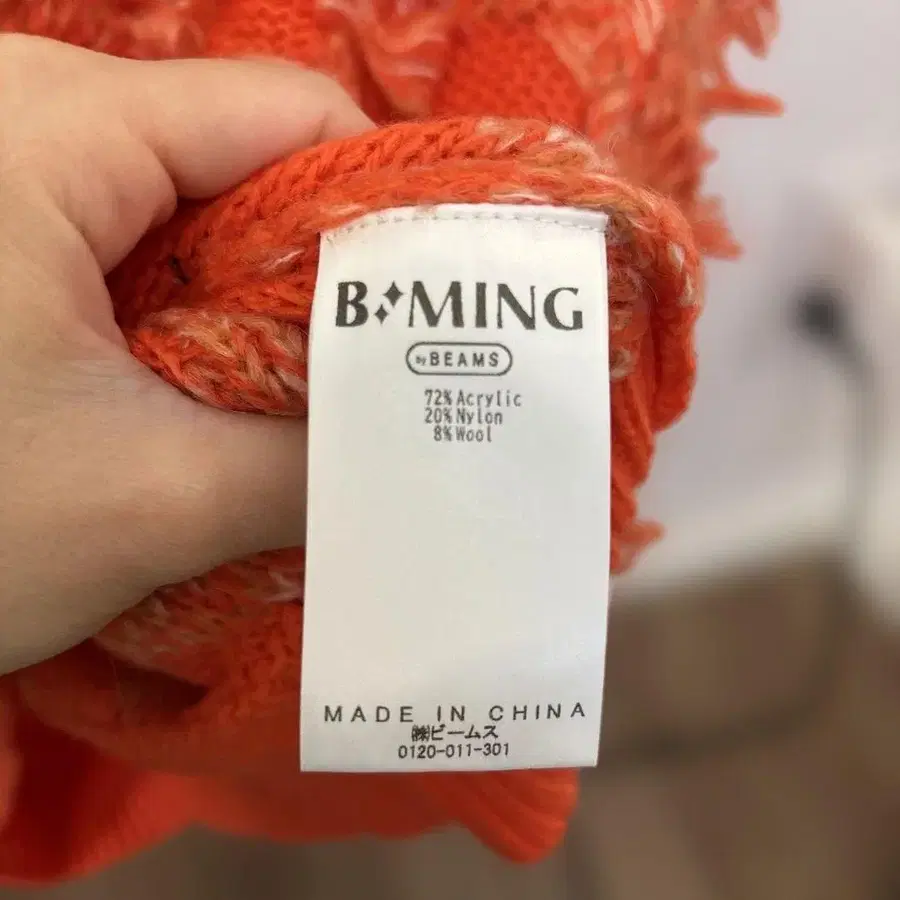 B MING
by BEAMS
72% Acrylic
20% Nylon
8% Wool
MADE IN CHINA
㈱ビームス
0120-011-301